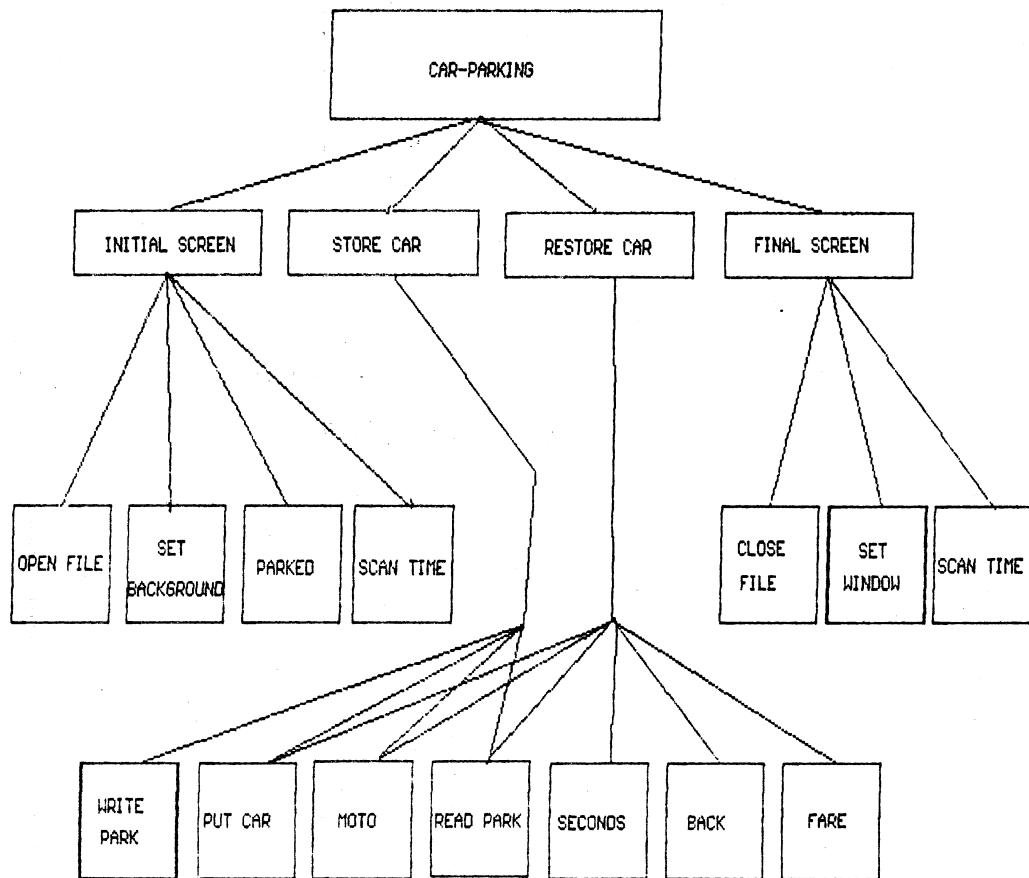 CAR-PARKING
INITIAL SCREEN
STORE CAR
RESTORE CAR
FINAL SCREEN
OPEN FILE
SET
BACKGROUND
PARKED
SCAN TIME
CLOSE
FILE
SET
WINDOW
SCAN TIME
WRITE
PARK
PUT CAR
MOTO
READ PARK
SECONDS
BACK
FARE